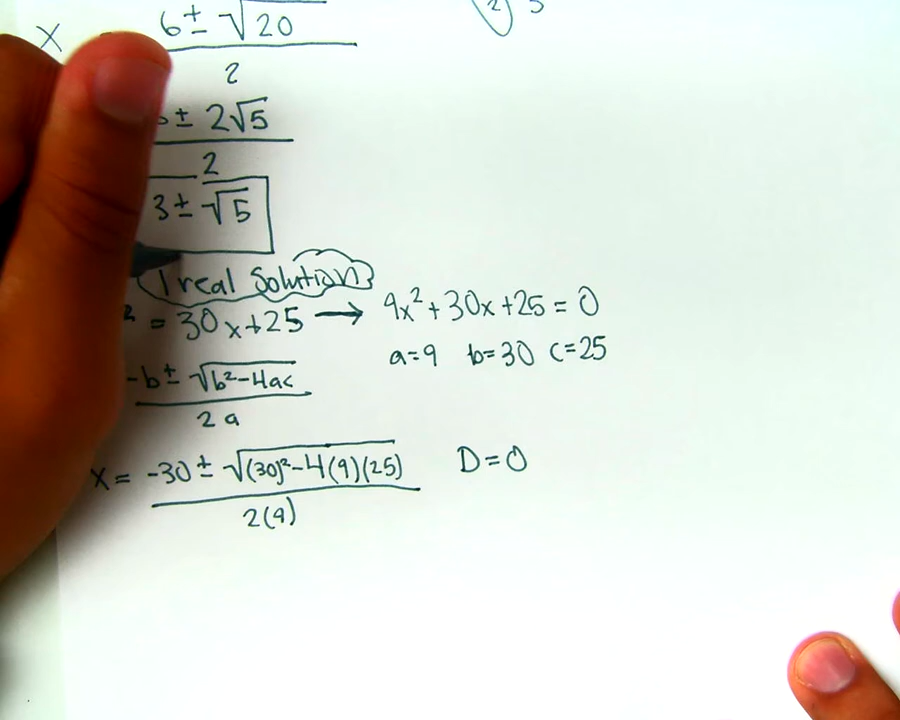 x 6 ± √20
2
± 2√5
2
3 ± √5
1 real Solution
² = 30x+25 → 9x² + 30x + 25 = 0
a=9 b=30 c=25
-b ± √b²-4ac
2a
x = -30 ± √(30)²-4(9)(25) D=0
2(9)